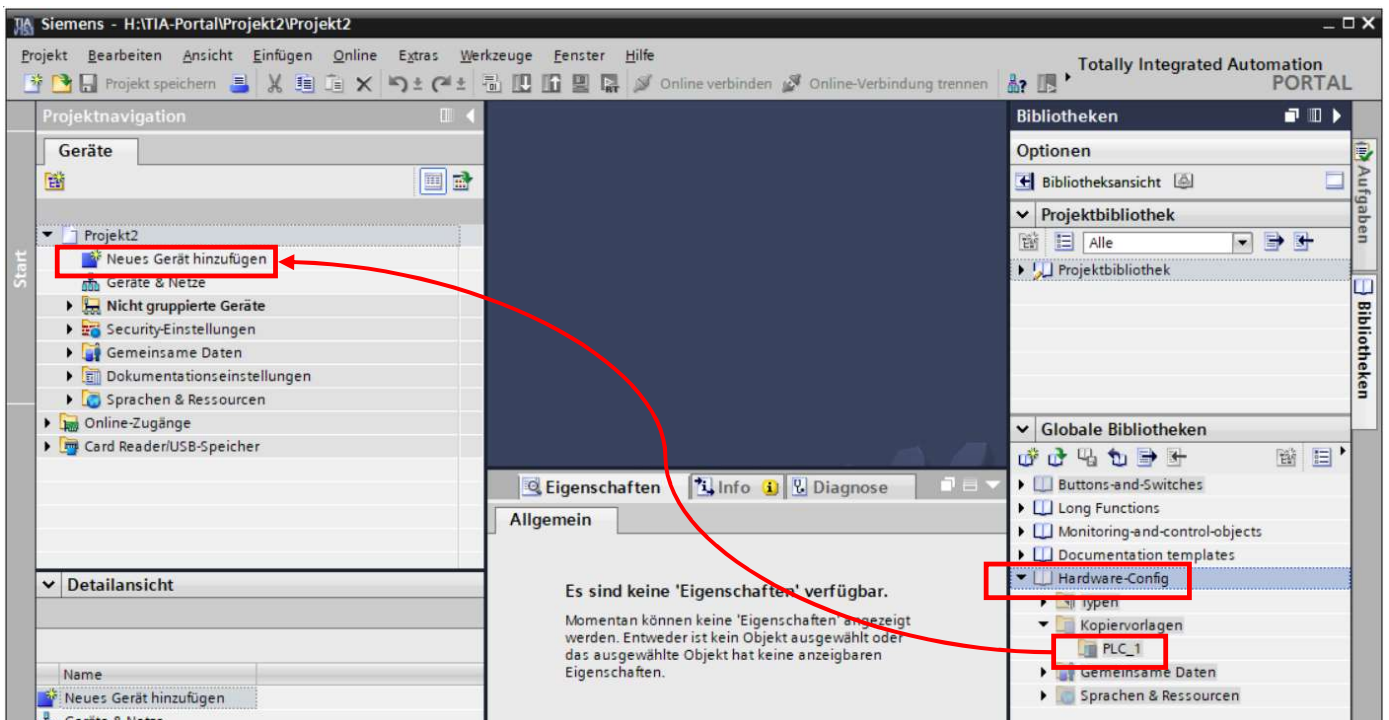 Siemens - H:\TIA-Portal\Projekt2\Projekt2
Projekt Bearbeiten Ansicht Einfügen Online Extras Werkzeuge Fenster Hilfe
Totally Integrated Automation
PORTAL
Projekt speichern Online verbinden Online-Verbindung trennen
Projektnavigation
Geräte
Start
Projekt2
Neues Gerät hinzufügen
Geräte & Netze
Nicht gruppierte Geräte
Security-Einstellungen
Gemeinsame Daten
Dokumentationseinstellungen
Sprachen & Ressourcen
Online-Zugänge
Card Reader/USB-Speicher
Detailansicht
Name
Neues Gerät hinzufügen
Geräte & Netze
Eigenschaften Info Diagnose
Allgemein
Es sind keine 'Eigenschaften' verfügbar.
Momentan können keine 'Eigenschaften' angezeigt
werden. Entweder ist kein Objekt ausgewählt oder
das ausgewählte Objekt hat keine anzeigbaren
Eigenschaften.
Bibliotheken
Optionen
Bibliotheksansicht
Projektbibliothek
Alle
Projektbibliothek
Globale Bibliotheken
Buttons-and-Switches
Long Functions
Monitoring-and-control-objects
Documentation templates
Hardware-Config
Typen
Kopiervorlagen
PLC_1
Gemeinsame Daten
Sprachen & Ressourcen
Aufgaben
Bibliotheken